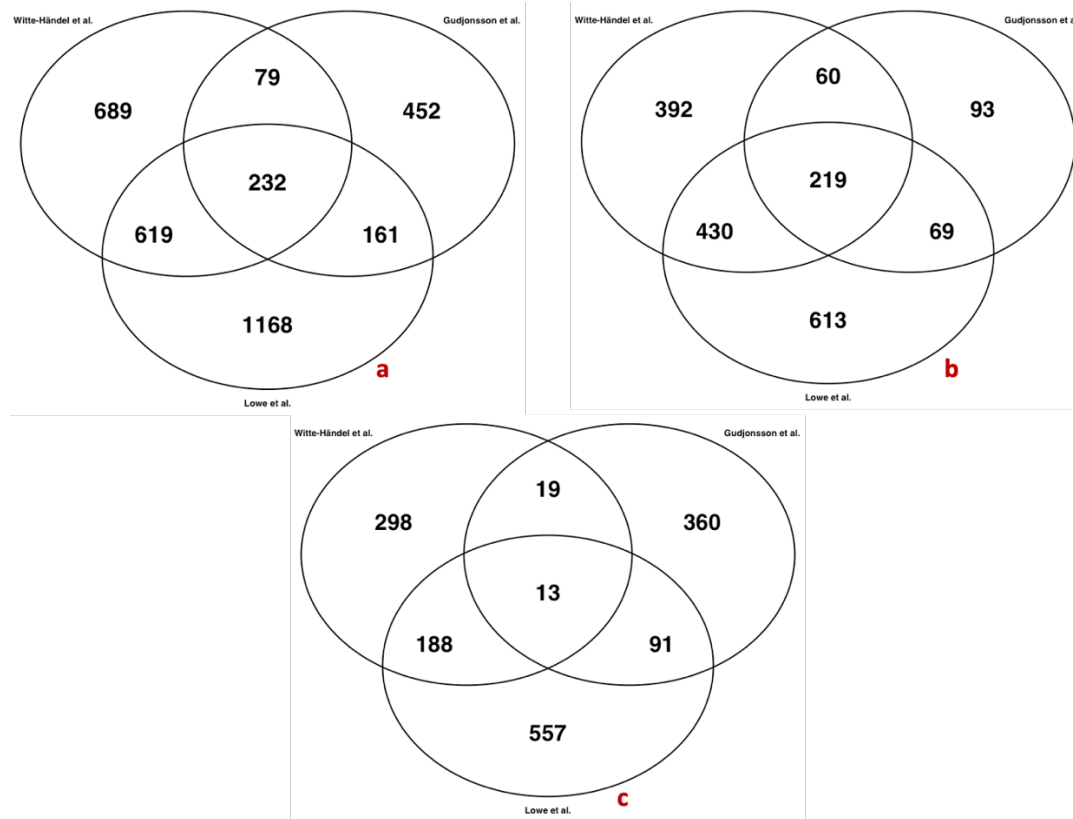 Witte-Händel et al.
Gudjonsson et al.
79
689
452
232
619
161
1168
a
Lowe et al.
Witte-Händel et al.
Gudjonsson et al
60
392
93
219
430
69
613
b
Lowe et al.
Witte-Händel et al.
Gudjonsson et al.
19
298
360
13
188
91
557
c
Lowe et al.